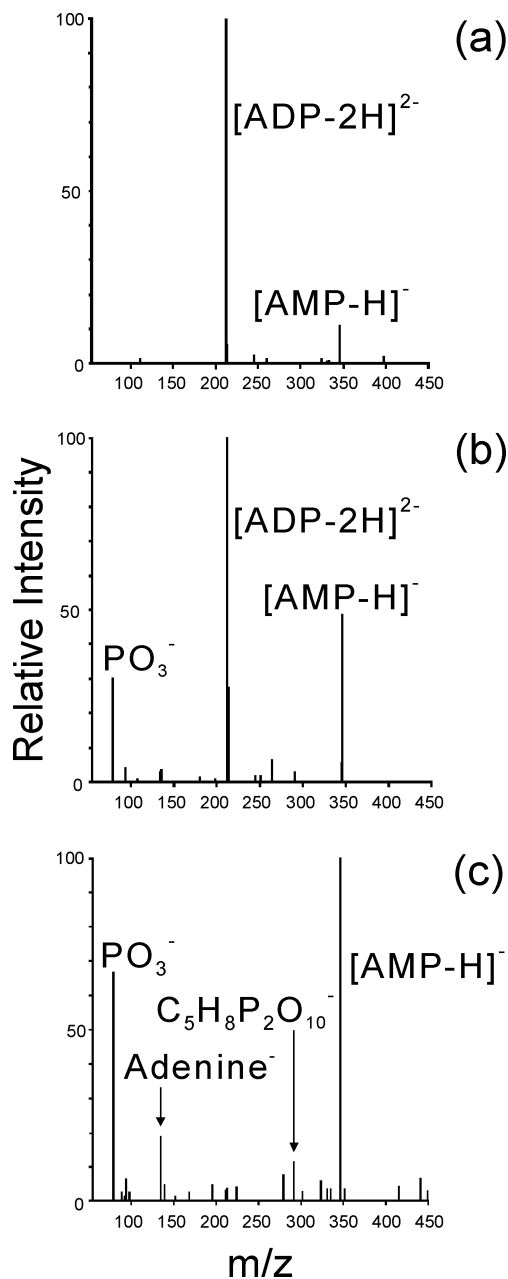 (a)
100
[ADP-2H]²⁻
50
[AMP-H]⁻
0
100 150 200 250 300 350 400 450
(b)
100
[ADP-2H]²⁻
[AMP-H]⁻
50
PO₃⁻
0
100 150 200 250 300 350 400 450
Relative Intensity
(c)
100
PO₃⁻
[AMP-H]⁻
C₅H₈P₂O₁₀⁻
50
Adenine⁻
0
100 150 200 250 300 350 400 450
m/z